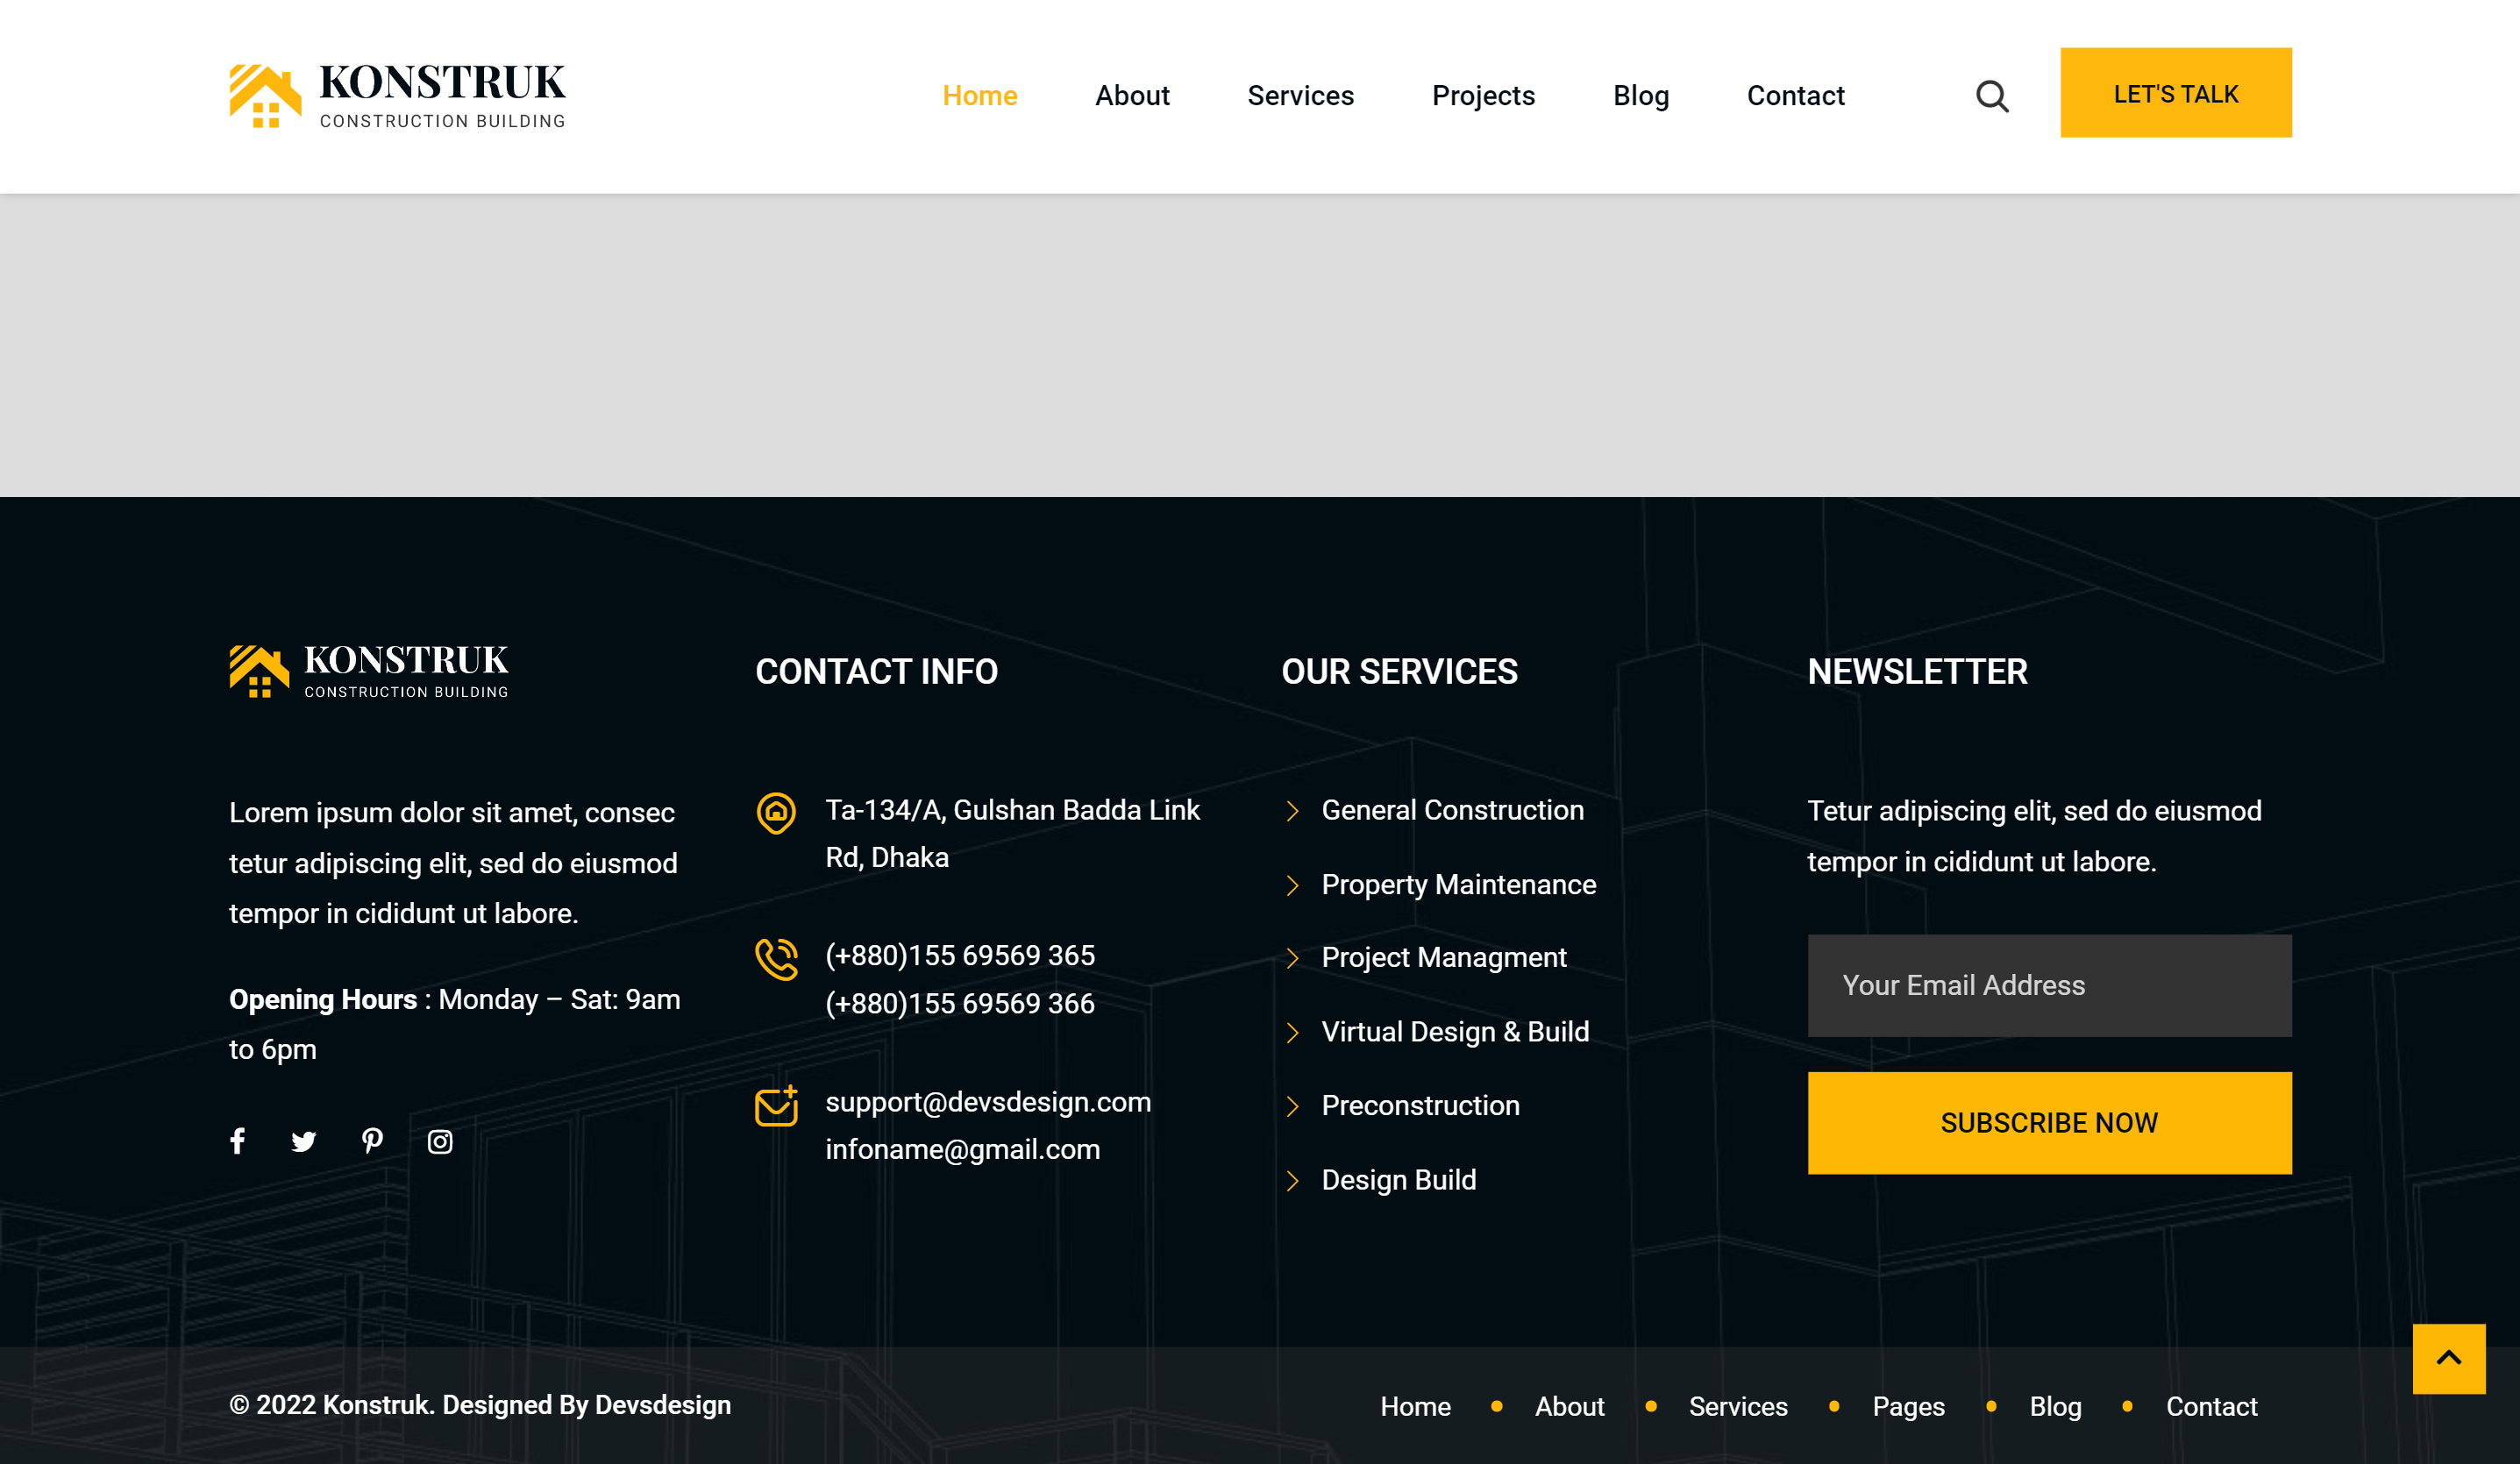 KONSTRUK
CONSTRUCTION BUILDING
Home About Services Projects Blog Contact
LET'S TALK
KONSTRUK
CONSTRUCTION BUILDING
Lorem ipsum dolor sit amet, consec
tetur adipiscing elit, sed do eiusmod
tempor in cididunt ut labore.
Opening Hours : Monday – Sat: 9am
to 6pm
CONTACT INFO
Ta-134/A, Gulshan Badda Link
Rd, Dhaka
(+880)155 69569 365
(+880)155 69569 366
support@devsdesign.com
infoname@gmail.com
OUR SERVICES
General Construction
Property Maintenance
Project Managment
Virtual Design & Build
Preconstruction
Design Build
NEWSLETTER
Tetur adipiscing elit, sed do eiusmod
tempor in cididunt ut labore.
Your Email Address
SUBSCRIBE NOW
© 2022 Konstruk. Designed By Devsdesign
Home • About • Services • Pages • Blog • Contact